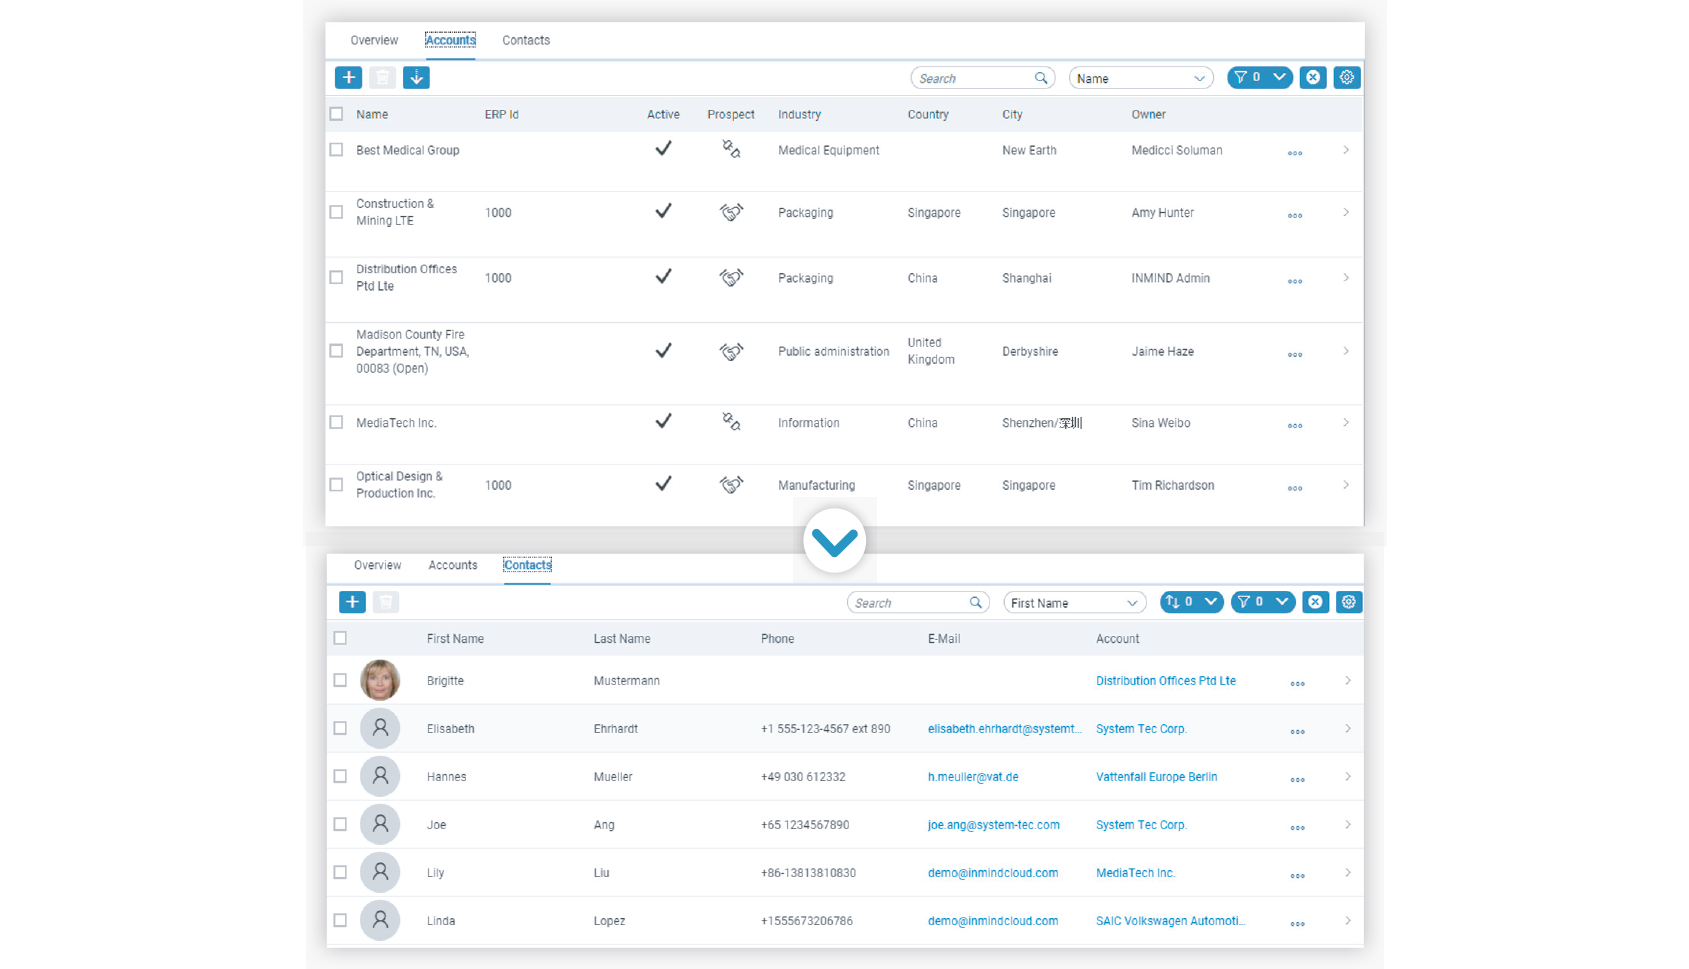 Overview Accounts Contacts
Search Name 0
Name ERP Id Active Prospect Industry Country City Owner
Best Medical Group Medical Equipment New Earth Medicci Soluman
Construction &
Mining LTE 1000 Packaging Singapore Singapore Amy Hunter
Distribution Offices
Ptd Lte 1000 Packaging China Shanghai INMIND Admin
Madison County Fire
Department, TN, USA,
00083 (Open) Public administration United
Kingdom Derbyshire Jaime Haze
MediaTech Inc. Information China Shenzhen/深圳 Sina Weibo
Optical Design &
Production Inc. 1000 Manufacturing Singapore Singapore Tim Richardson
Overview Accounts Contacts
Search First Name 0 0
First Name Last Name Phone E-Mail Account
Brigitte Mustermann Distribution Offices Ptd Lte
Elisabeth Ehrhardt +1 555-123-4567 ext 890 elisabeth.ehrhardt@systemt... System Tec Corp.
Hannes Mueller +49 030 612332 h.meuller@vat.de Vattenfall Europe Berlin
Joe Ang +65 1234567890 joe.ang@system-tec.com System Tec Corp.
Lily Liu +86-13813810830 demo@inmindcloud.com MediaTech Inc.
Linda Lopez +1555673206786 demo@inmindcloud.com SAIC Volkswagen Automoti...